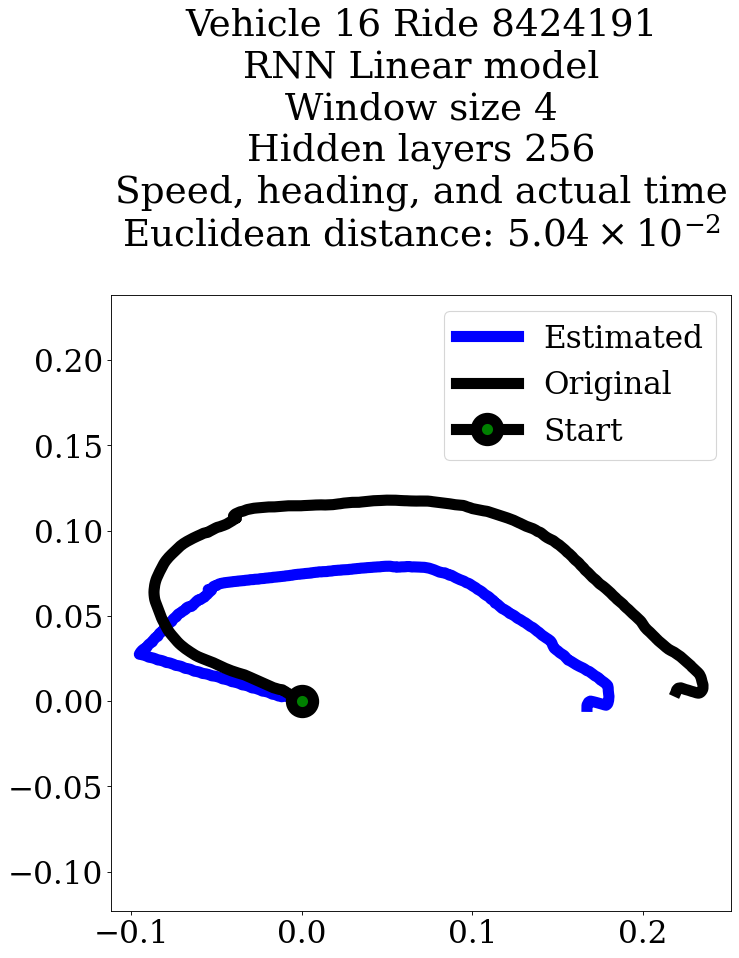 Vehicle 16 Ride 8424191
RNN Linear model
Window size 4
Hidden layers 256
Speed, heading, and actual time
Euclidean distance: 5.04 × 10⁻²
Estimated
Original
Start
0.20
0.15
0.10
0.05
0.00
−0.05
−0.10
−0.1 0.0 0.1 0.2